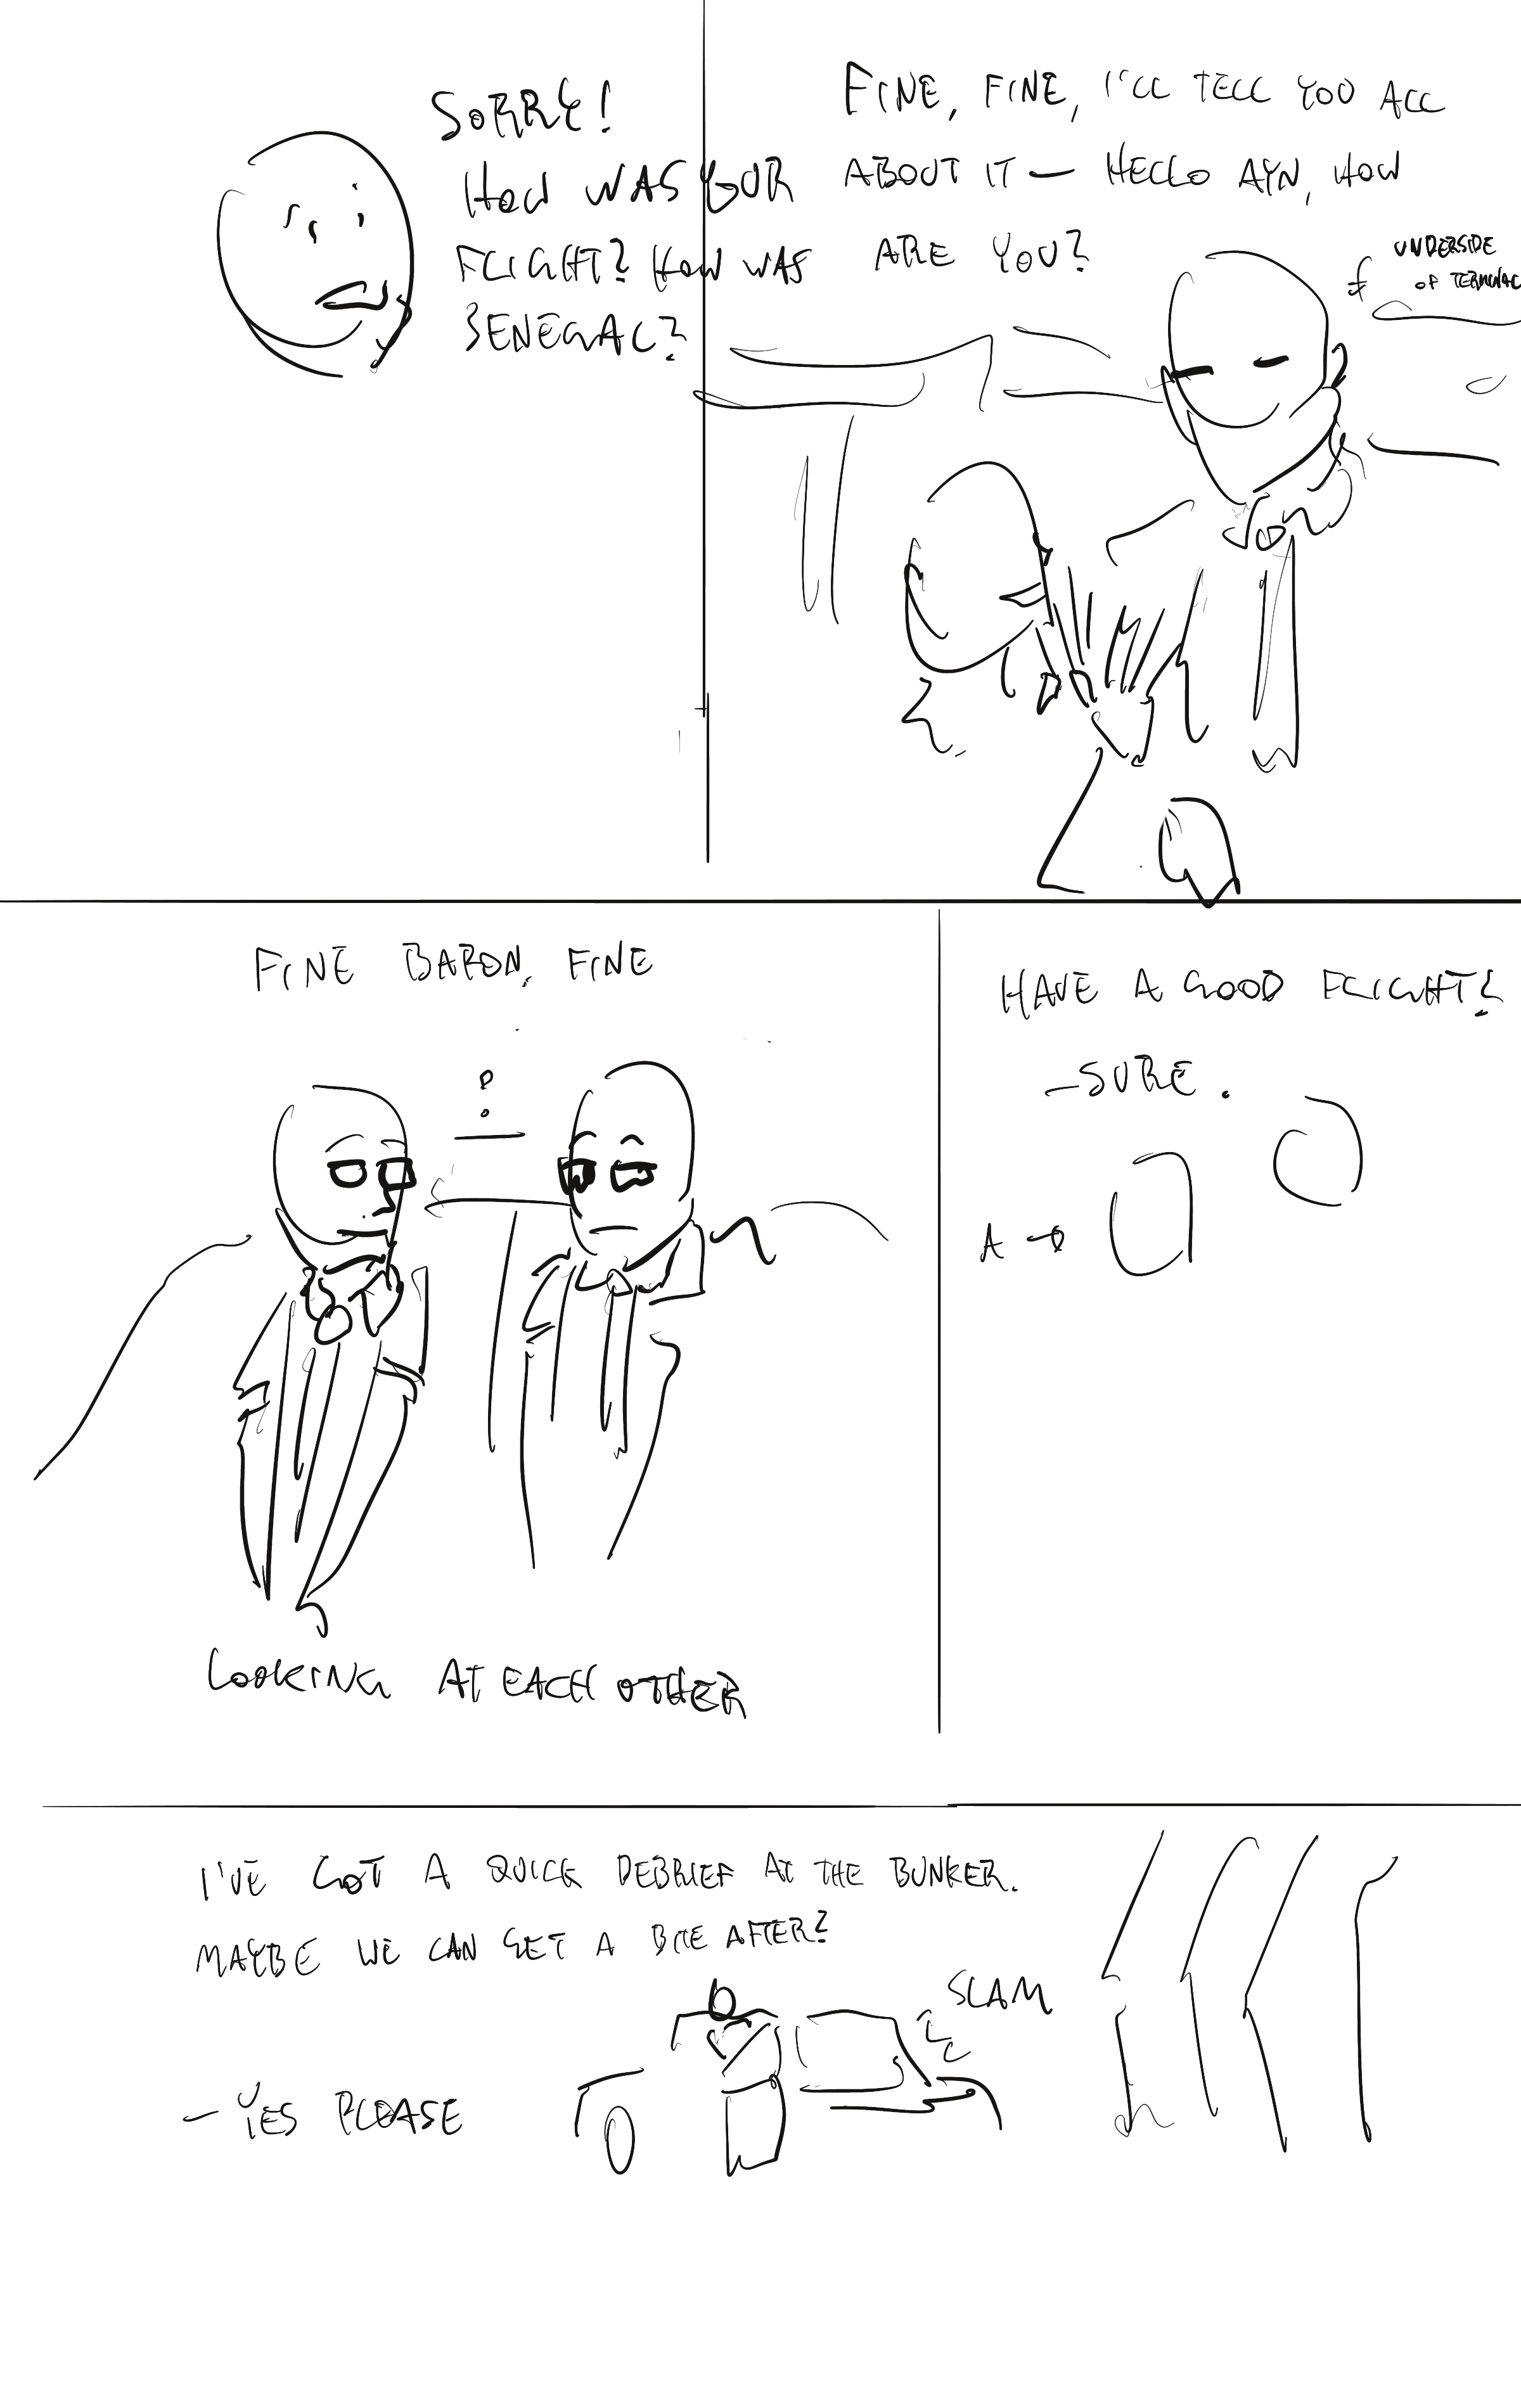 SORRY!
HOW WAS YOUR
FLIGHT? HOW WAS
SENEGAL?
FINE, FINE, I'LL TELL YOU ALL
ABOUT IT — HELLO AYN, HOW
ARE YOU?
UNDERSIDE
OF TERMINAL
FINE BARON, FINE
LOOKING AT EACH OTHER
HAVE A GOOD FLIGHT?
—SURE.
A →
I'VE GOT A QUICK DEBRIEF AT THE BUNKER.
MAYBE WE CAN GET A BITE AFTER?
SLAM
— YES PLEASE